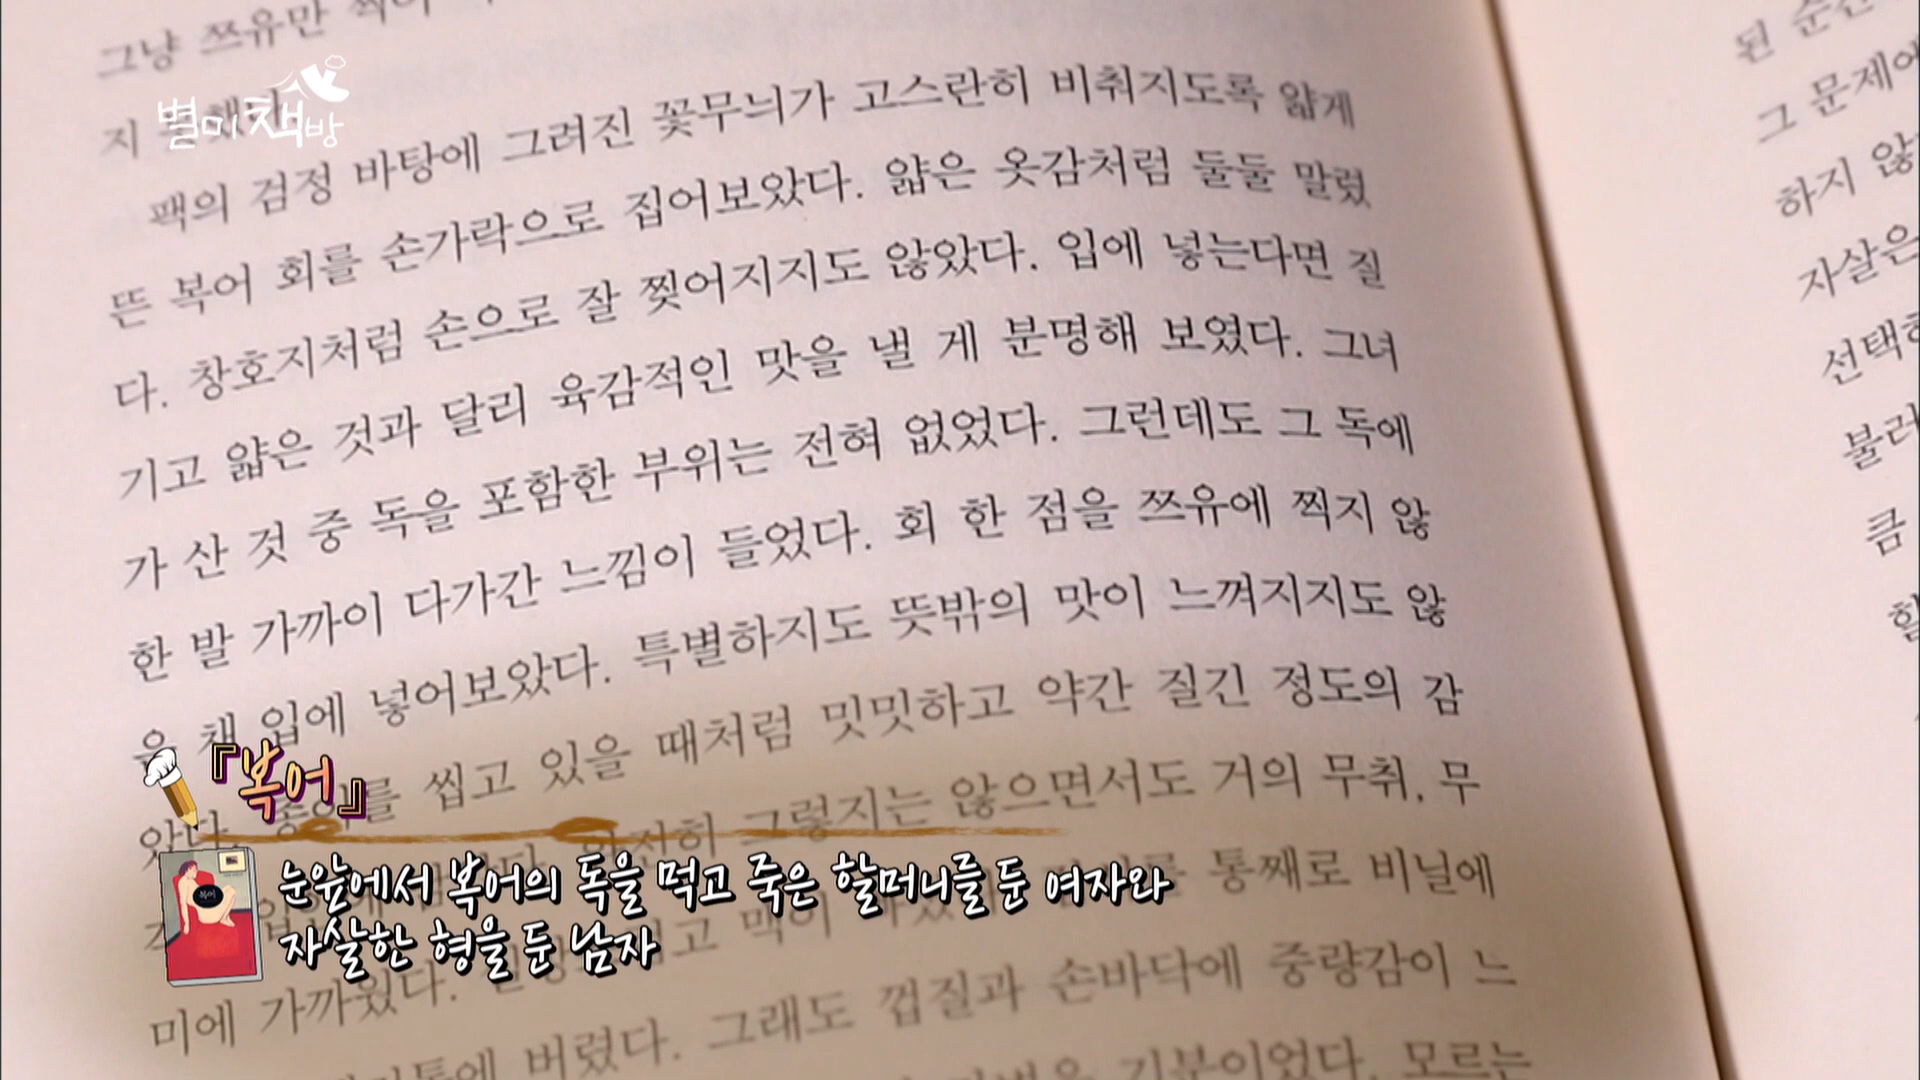 별미책방
그냥 쯔유만 찍어
지
팩의 검정 바탕에 그려진 꽃무늬가 고스란히 비춰지도록 얇게
뜬 복어 회를 손가락으로 집어보았다. 얇은 옷감처럼 둘둘 말렸
다. 창호지처럼 손으로 잘 찢어지지도 않았다. 입에 넣는다면 질
기고 얇은 것과 달리 육감적인 맛을 낼 게 분명해 보였다. 그녀
가 산 것 중 독을 포함한 부위는 전혀 없었다. 그런데도 그 독에
한 발 가까이 다가간 느낌이 들었다. 회 한 점을 쯔유에 찍지 않
은 채 입에 넣어보았다. 특별하지도 뜻밖의 맛이 느껴지지도 않
았다. 종이를 씹고 있을 때처럼 밋밋하고 약간 질긴 정도의 감
그렇지는 않으면서도 거의 무취, 무
통째로 비닐에
미에 가까웠다.
버렸다. 그래도 껍질과 손바닥에 중량감이 느
기분이었다. 모르는
『복어』
눈앞에서 복어의 독을 먹고 죽은 할머니를 둔 여자와
자살한 형을 둔 남자
복어
된 순간
그 문제에
하지 않
자살은
선택
불러
큼
할